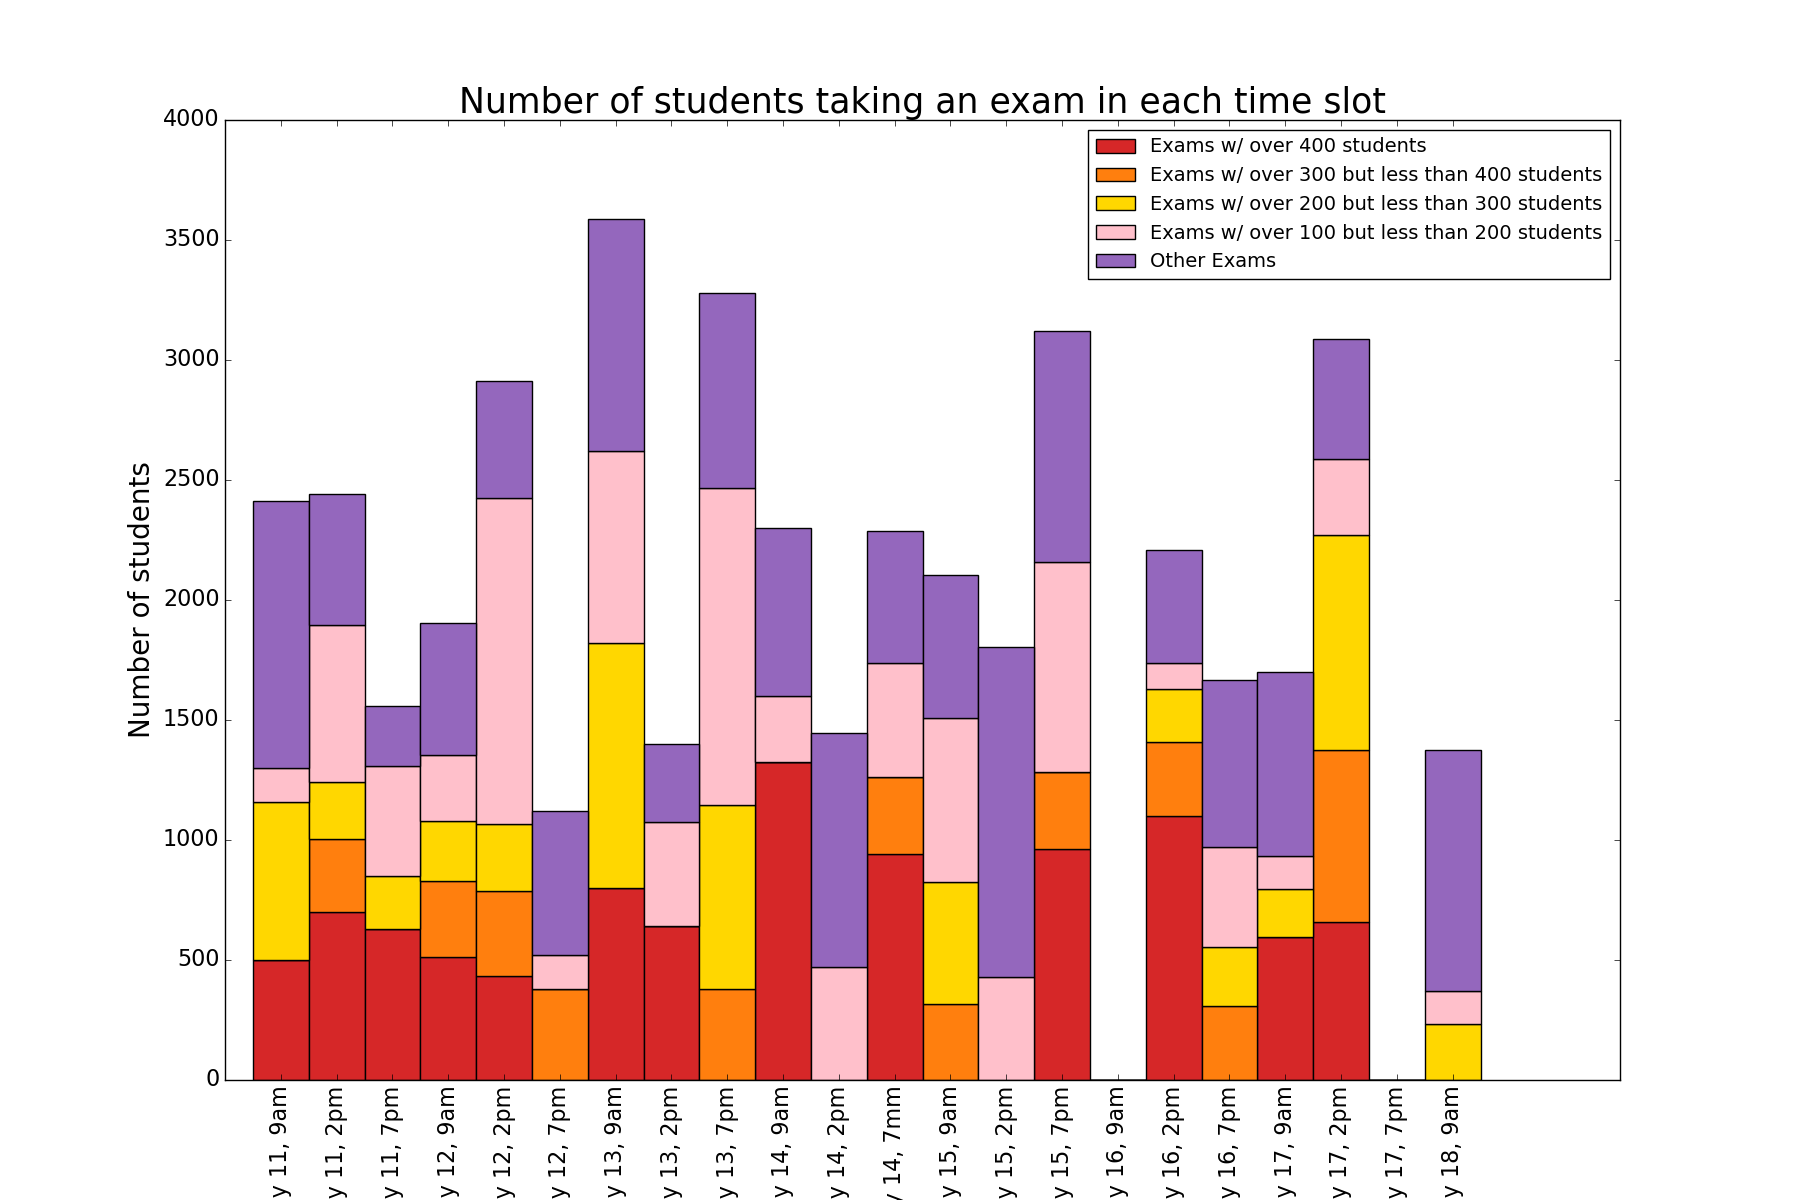 Number of students taking an exam in each time slot
Exams w/ over 400 students
Exams w/ over 300 but less than 400 students
Exams w/ over 200 but less than 300 students
Exams w/ over 100 but less than 200 students
Other Exams
Number of students
4000
3500
3000
2500
2000
1500
1000
500
0
y 11, 9am
y 11, 2pm
y 11, 7pm
y 12, 9am
y 12, 2pm
y 12, 7pm
y 13, 9am
y 13, 2pm
y 13, 7pm
y 14, 9am
y 14, 2pm
y 14, 7mm
y 15, 9am
y 15, 2pm
y 15, 7pm
y 16, 9am
y 16, 2pm
y 16, 7pm
y 17, 9am
y 17, 2pm
y 17, 7pm
y 18, 9am